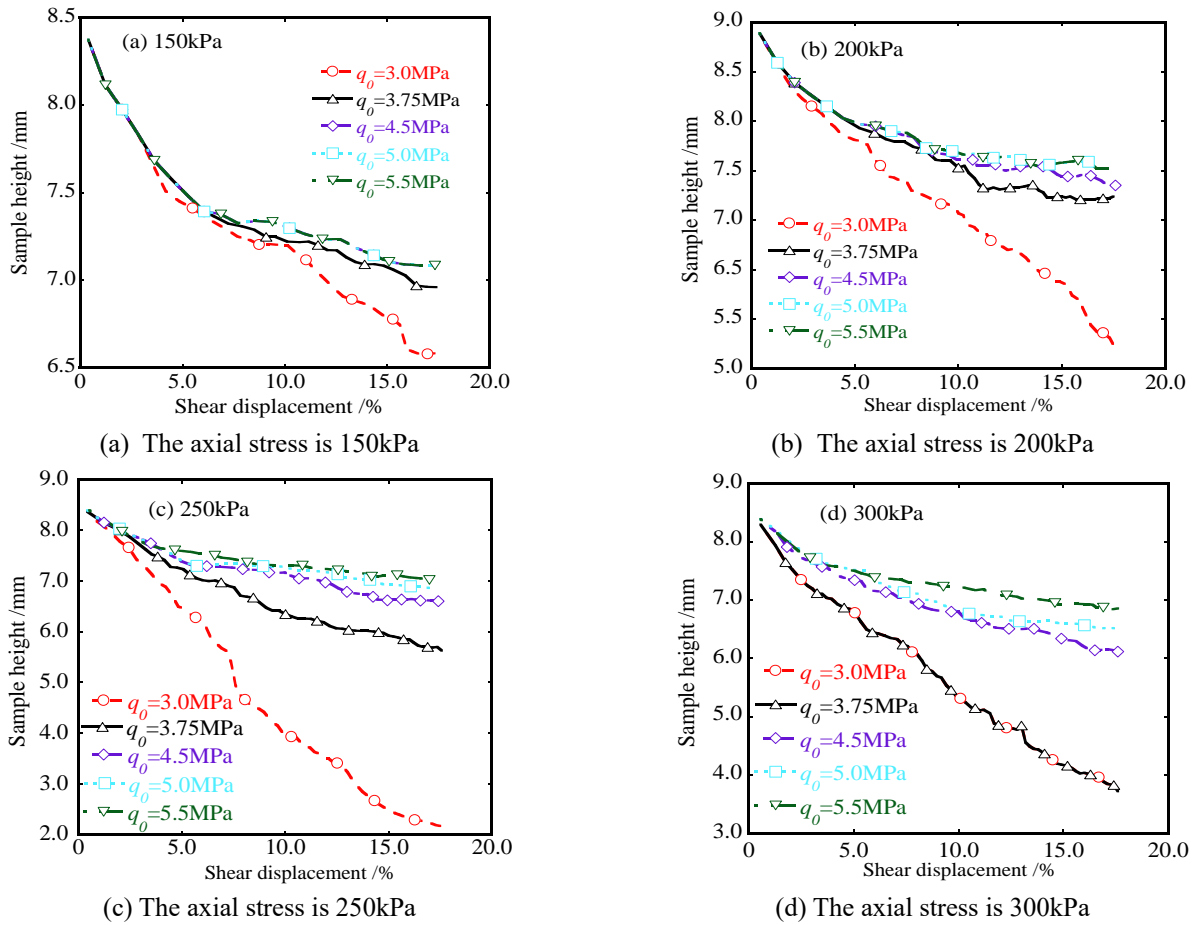 8.5
8.0
7.5
7.0
6.5
0
5.0
10.0
15.0
20.0
Sample height /mm
Shear displacement /%
(a) 150kPa
q0=3.0MPa
q0=3.75MPa
q0=4.5MPa
q0=5.0MPa
q0=5.5MPa
(a) The axial stress is 150kPa
9.0
8.5
8.0
7.5
7.0
6.5
5.5
5.0
0
5.0
10.0
15.0
20.0
Sample height /mm
Shear displacement /%
(b) 200kPa
q0=3.0MPa
q0=3.75MPa
q0=4.5MPa
q0=5.0MPa
q0=5.5MPa
(b) The axial stress is 200kPa
9.0
8.0
7.0
6.0
5.0
4.0
3.0
2.0
0
5.0
10.0
15.0
20.0
Sample height /mm
Shear displacement /%
(c) 250kPa
q0=3.0MPa
q0=3.75MPa
q0=4.5MPa
q0=5.0MPa
q0=5.5MPa
(c) The axial stress is 250kPa
9.0
8.0
7.0
6.0
5.0
4.0
3.0
0
5.0
10.0
15.0
20.0
Sample height /mm
Shear displacement /%
(d) 300kPa
q0=3.0MPa
q0=3.75MPa
q0=4.5MPa
q0=5.0MPa
q0=5.5MPa
(d) The axial stress is 300kPa